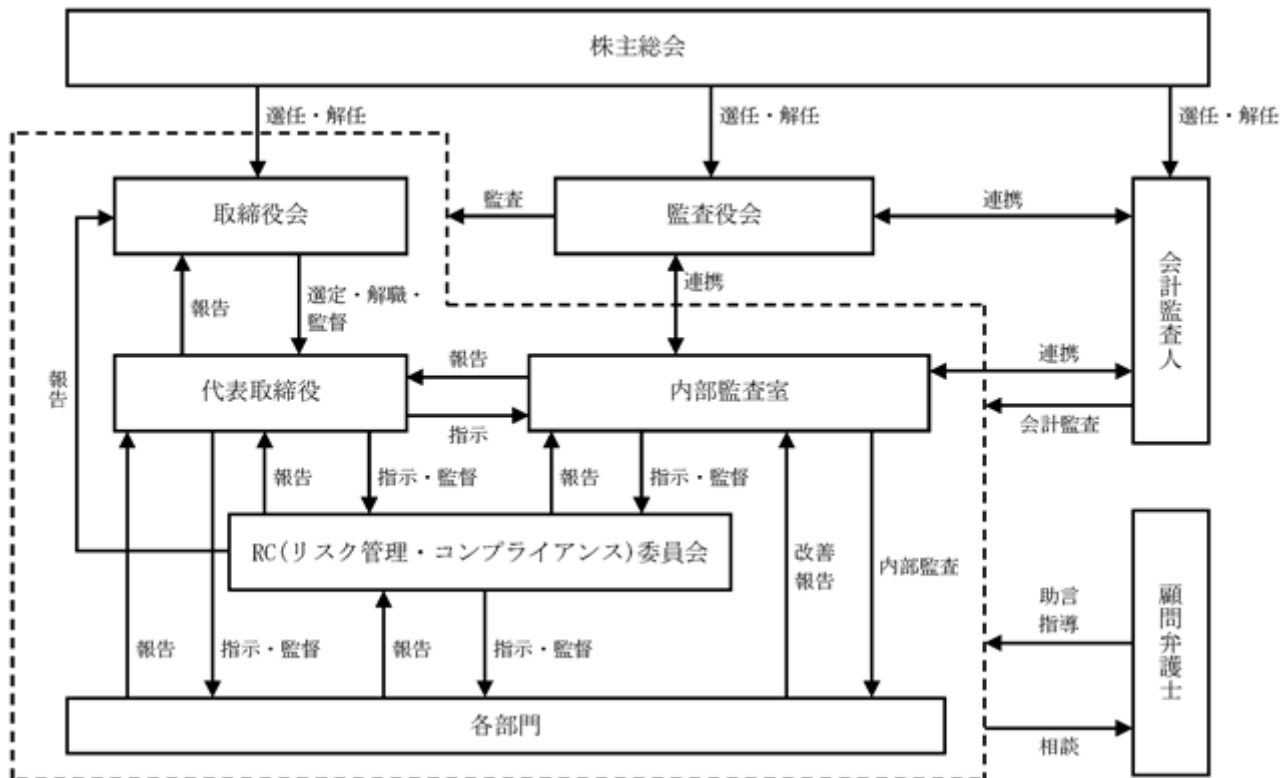 株主総会
選任・解任
選任・解任
選任・解任
取締役会
監査
監査役会
連携
会計監査人
報告
選定・解職・
監督
連携
報告
代表取締役
報告
指示
内部監査室
連携
会計監査
報告
指示・監督
報告
指示・監督
RC(リスク管理・コンプライアンス)委員会
改善
報告
内部監査
助言
指導
顧問弁護士
報告
指示・監督
報告
指示・監督
各部門
相談